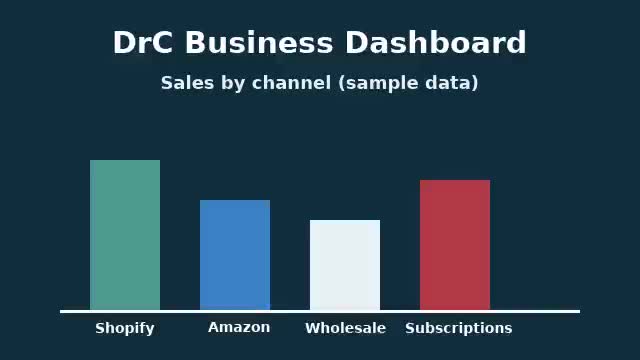 DrC Business Dashboard
Sales by channel (sample data)
Shopify Amazon Wholesale Subscriptions